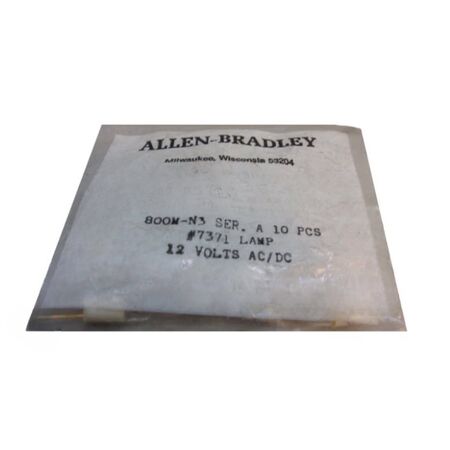 ALLEN-BRADLEY
Milwaukee, Wisconsin 53204
800M-N3 SER. A 10 PCS
#7371 LAMP
12 VOLTS AC/DC